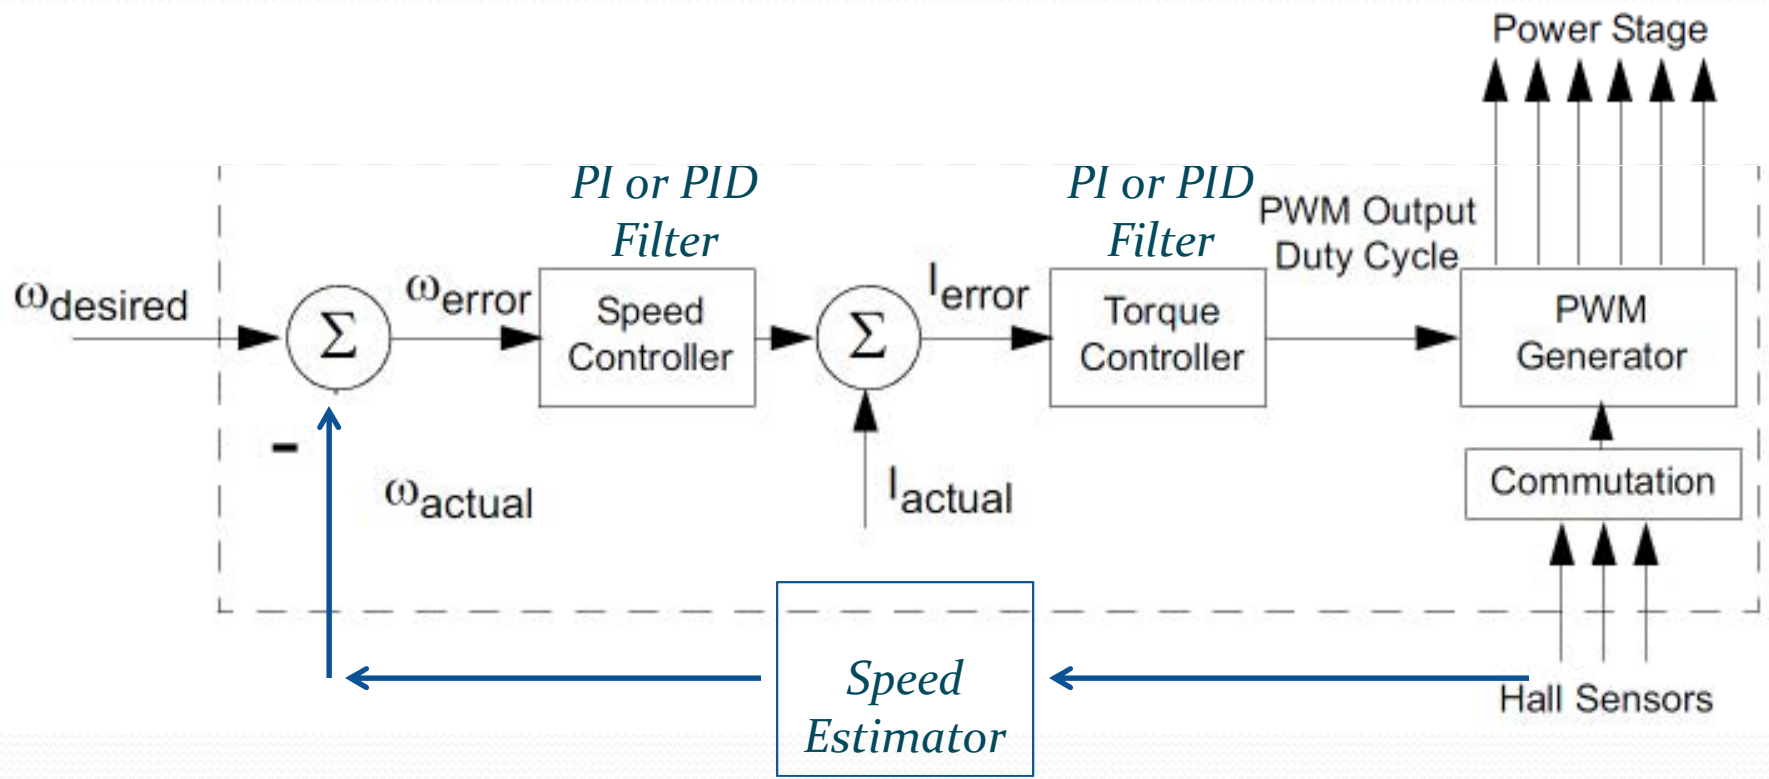 Power Stage
PI or PID
Filter
PI or PID
Filter
PWM Output
Duty Cycle
ωdesired
Σ
ωerror
Speed
Controller
Σ
Ierror
Torque
Controller
PWM
Generator
-
ωactual
Iactual
Commutation
Speed
Estimator
Hall Sensors